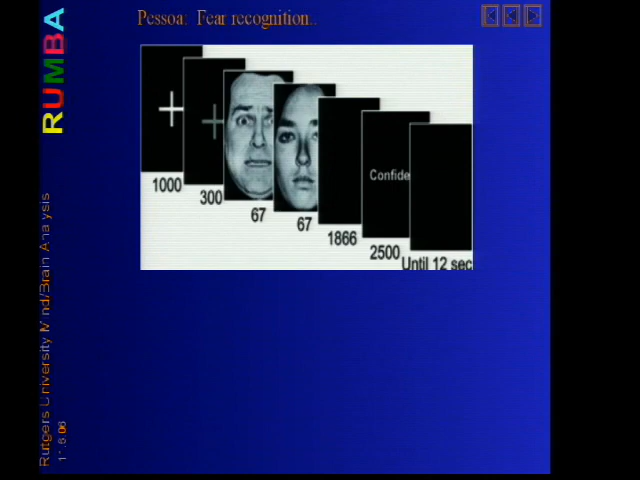 Pessoa: Fear recognition..
RUMBA
Rutgers University Mind/Brain Analysis
1000
300
67
67
1866
Confide
2500
Until 12 sec